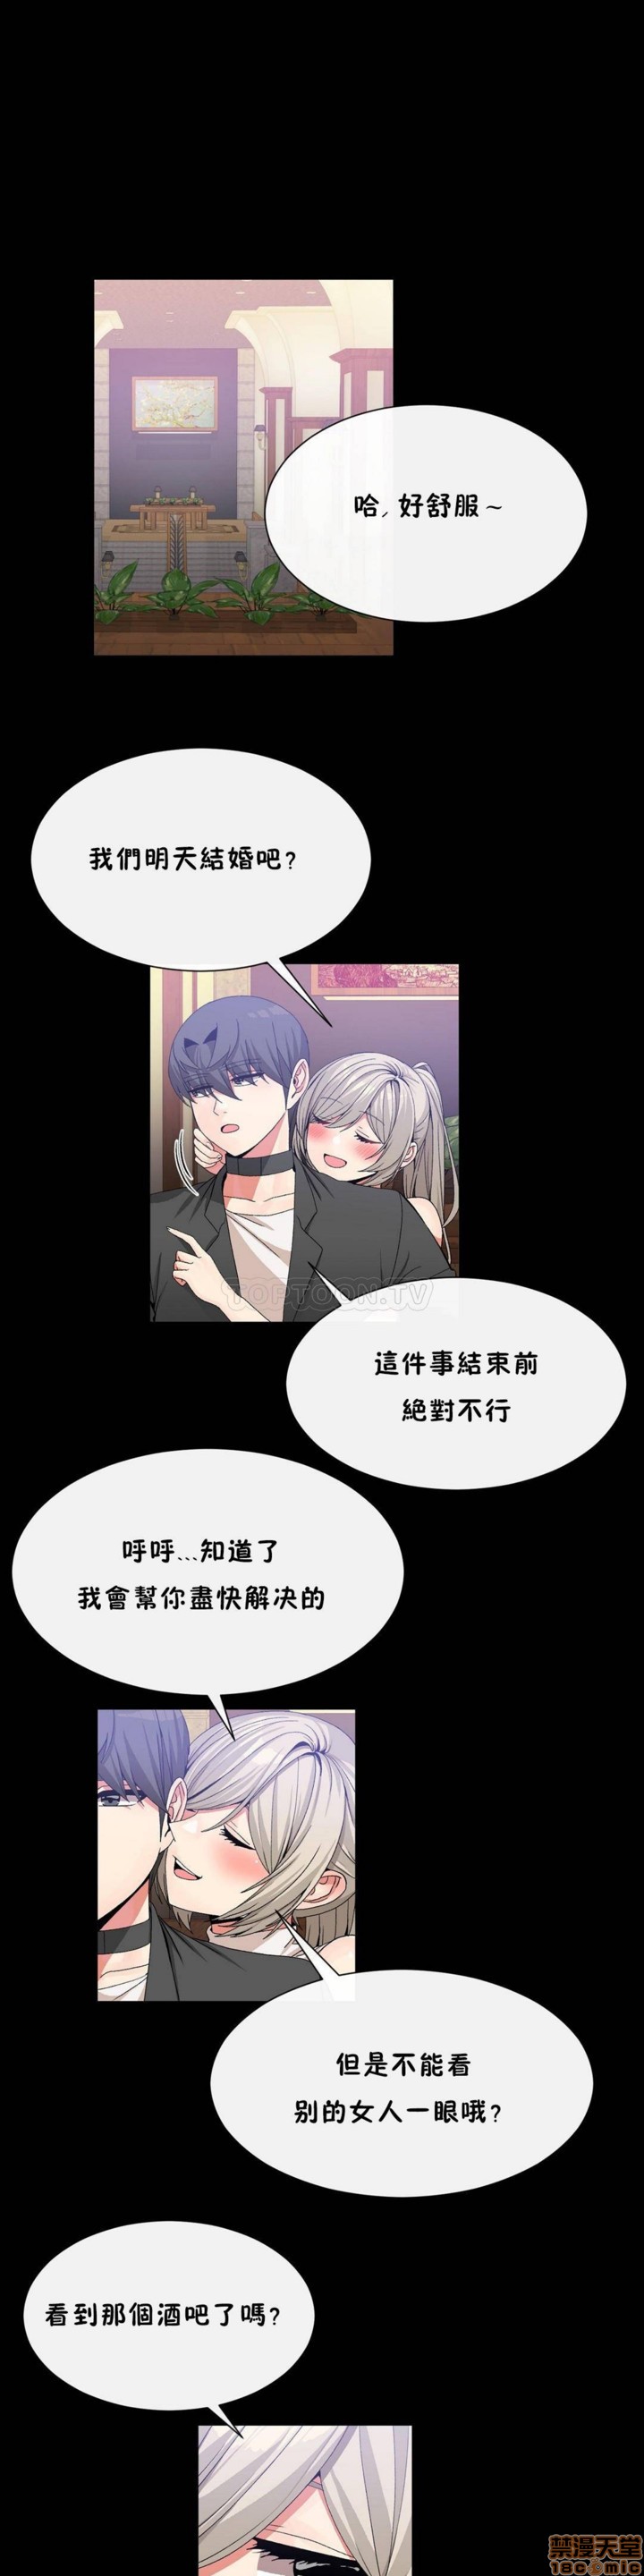 哈, 好舒服~
我們明天結婚吧?
TOPTOON.TV
這件事結束前
絕對不行
呼呼...知道了
我會幫你盡快解決的
但是不能看
別的女人一眼哦?
看到那個酒吧了嗎?
禁漫天堂
18comic